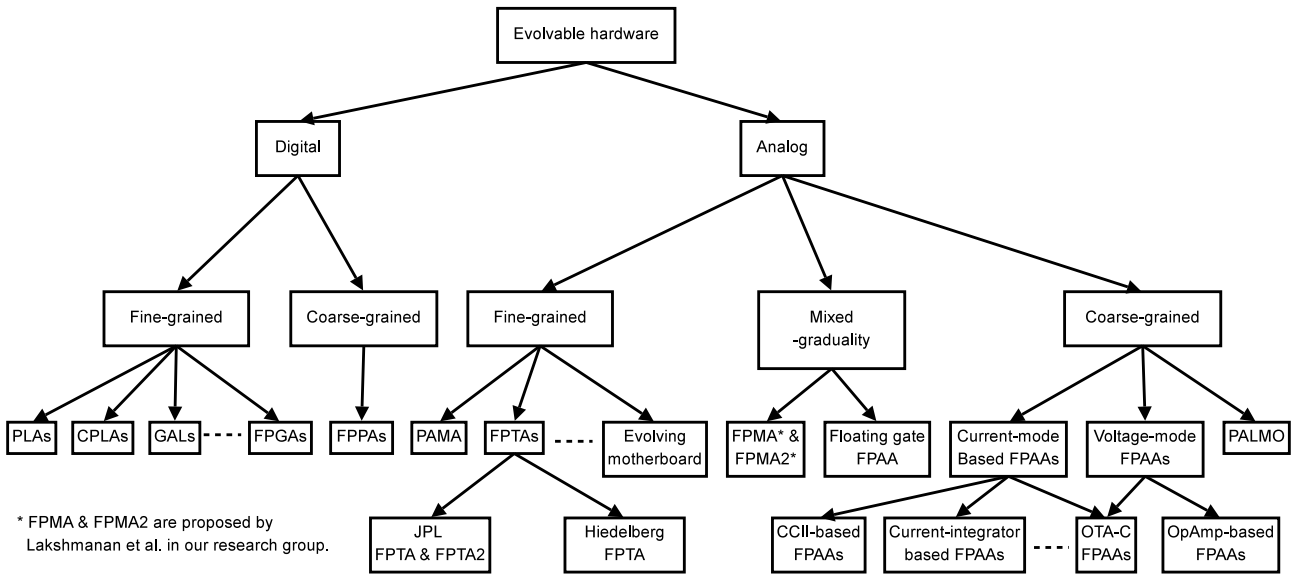 Evolvable hardware
Digital
Analog
Fine-grained
Coarse-grained
Fine-grained
Mixed
-graduality
Coarse-grained
PLAs
CPLAs
GALs
FPGAs
FPPAs
PAMA
FPTAs
Evolving
motherboard
FPMA* &
FPMA2*
Floating gate
FPAA
Current-mode
Based FPAAs
Voltage-mode
FPAAs
PALMO
* FPMA & FPMA2 are proposed by
Lakshmanan et al. in our research group.
JPL
FPTA & FPTA2
Hiedelberg
FPTA
CCII-based
FPAAs
Current-integrator
based FPAAs
OTA-C
FPAAs
OpAmp-based
FPAAs